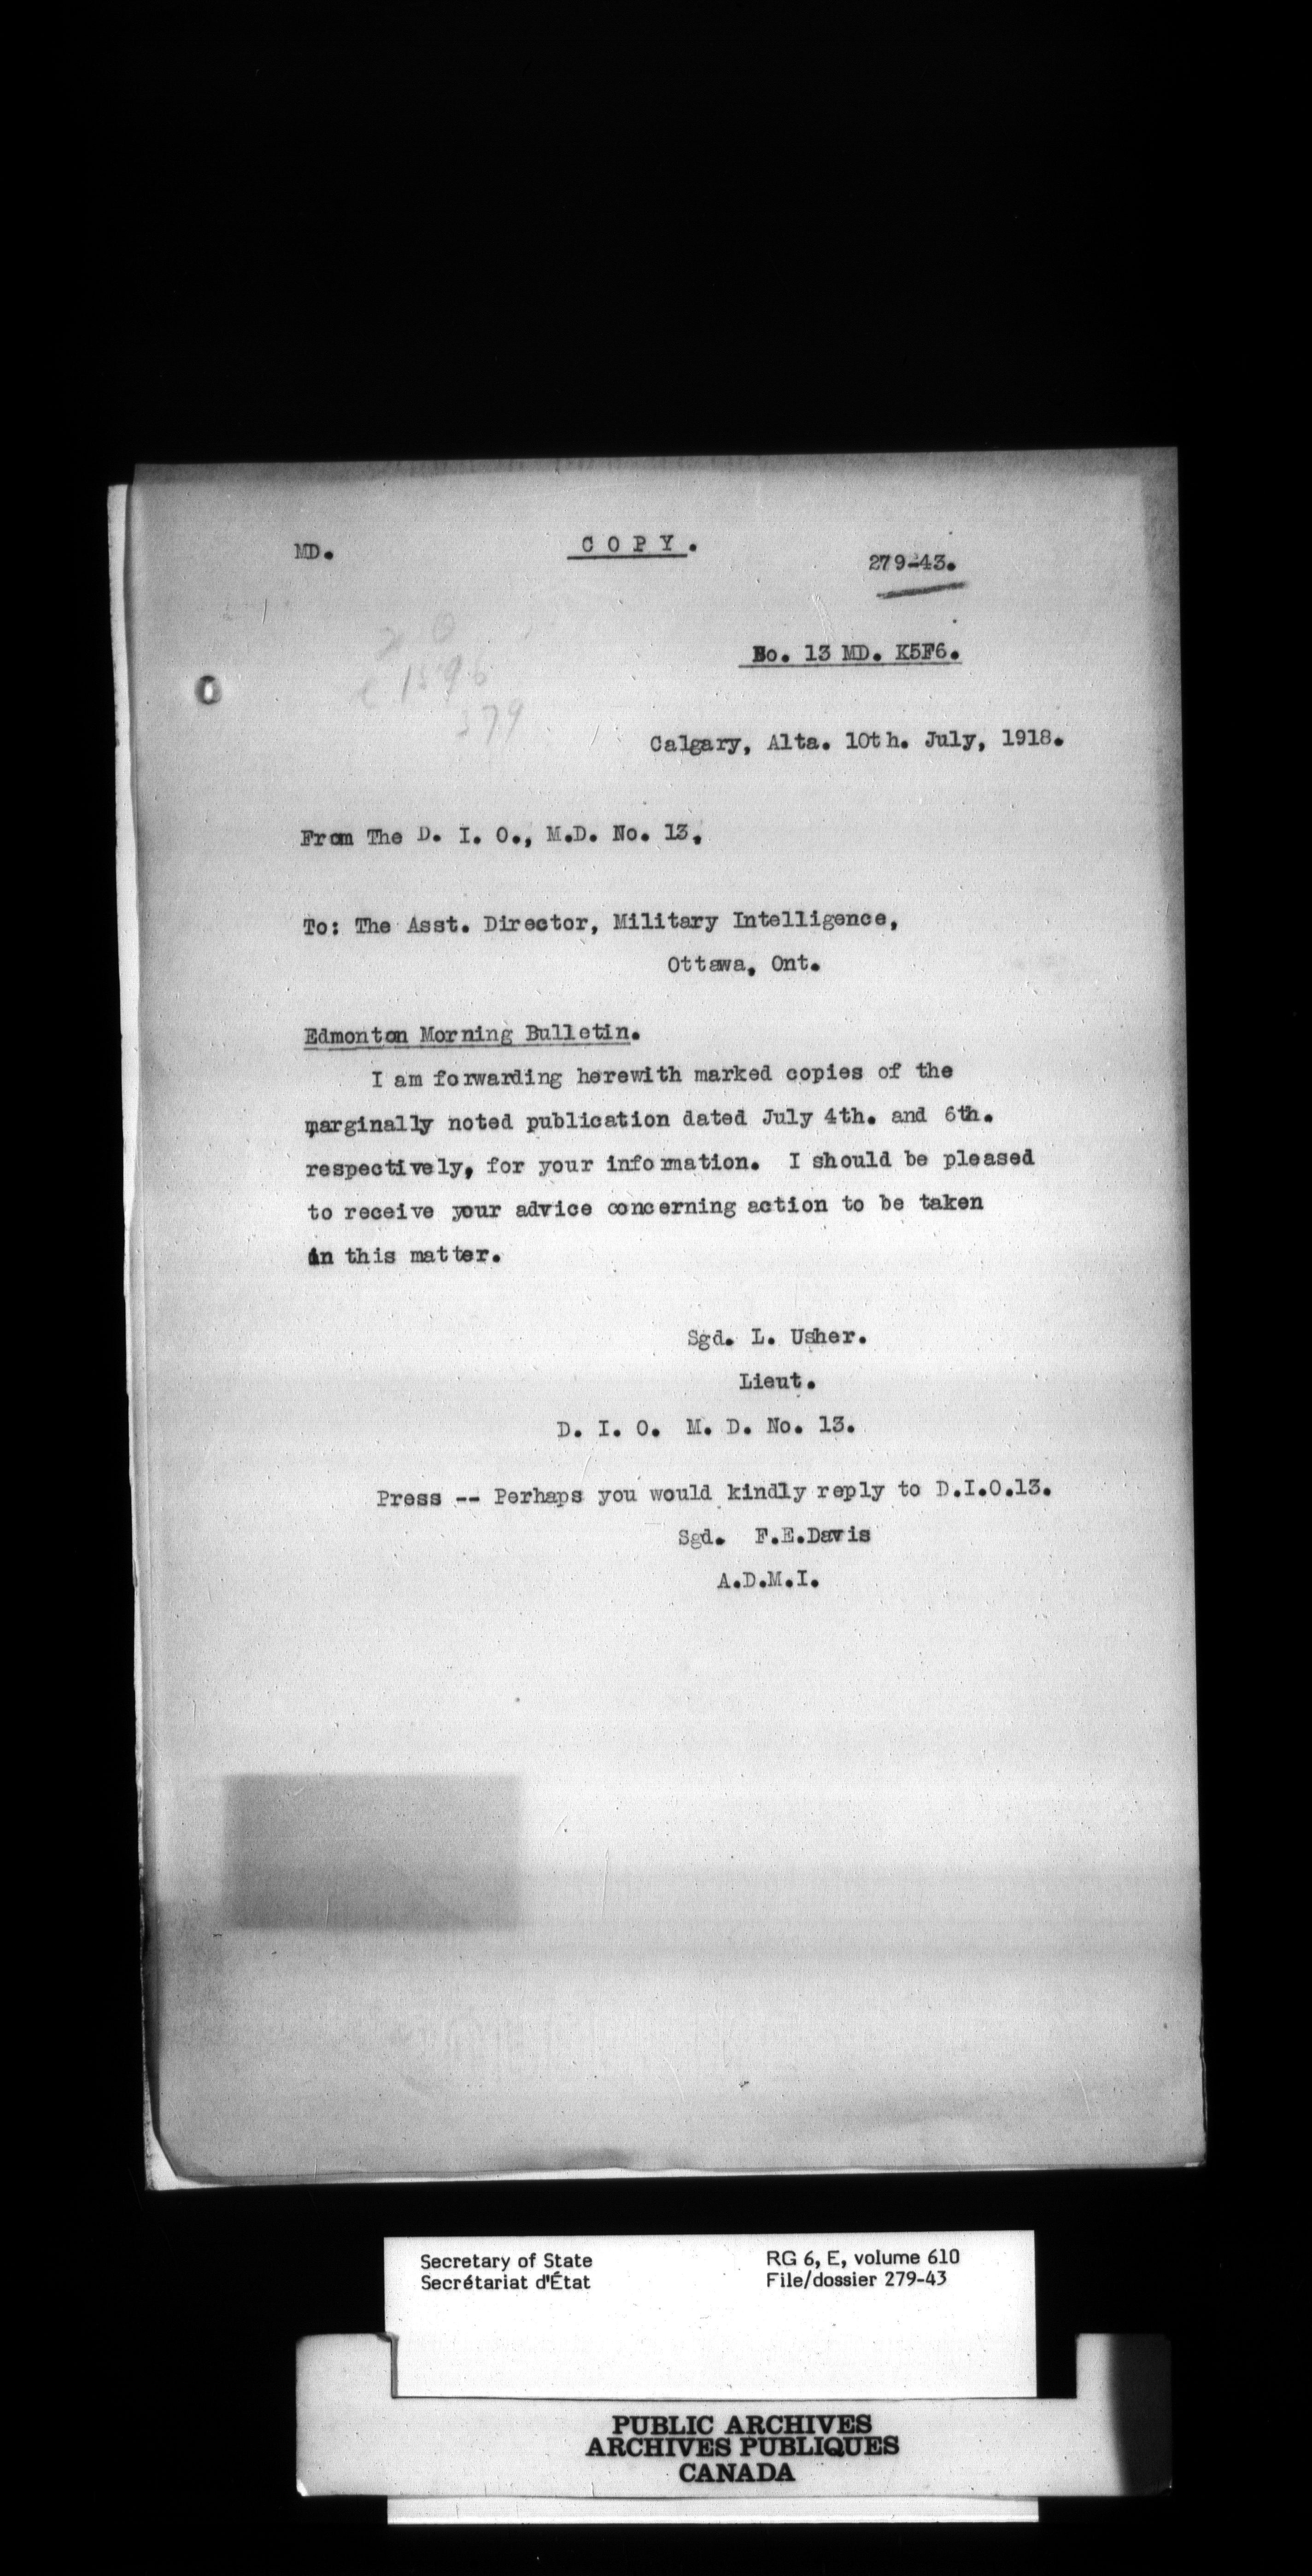 MD.
C O P Y .
279-43.
No. 13 MD. K5F6.
1596
379
Calgary, Alta. 10th. July, 1918.
From The D. I. O., M.D. No. 13.
To: The Asst. Director, Military Intelligence,
Ottawa, Ont.
Edmonton Morning Bulletin.
I am forwarding herewith marked copies of the
marginally noted publication dated July 4th. and 6th.
respectively, for your information. I should be pleased
to receive your advice concerning action to be taken
in this matter.
Sgd. L. Usher.
Lieut.
D. I. O. M. D. No. 13.
Press -- Perhaps you would kindly reply to D.I.O.13.
Sgd. F.E.Davis
A.D.M.I.
Secretary of State
Secrétariat d'État
RG 6, E, volume 610
File/dossier 279-43
PUBLIC ARCHIVES
ARCHIVES PUBLIQUES
CANADA